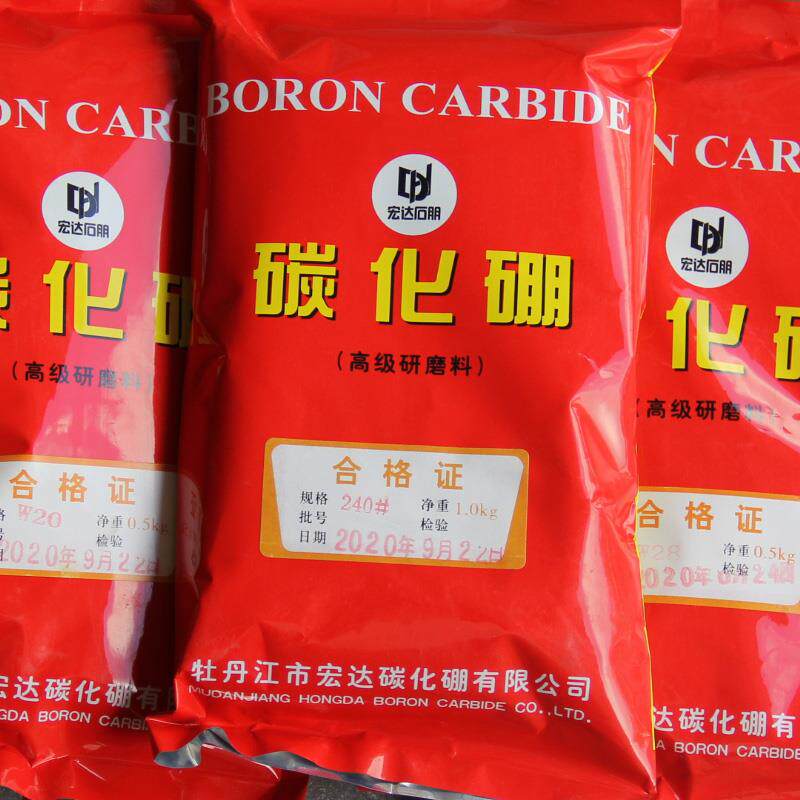 BORON CARBIDE
宏达石朋
碳化硼
(高级研磨料)
合格证
规格 240# 净重 1.0kg
批号 检验
日期 2020年9月22日
牡丹江市宏达碳化硼有限公司
MUDANJIANG HONGDA BORON CARBIDE CO.,LTD.
ON CARB
宏达石朋
化
(高级研磨料
合格证
W20 净重 0.5kg
检验
2020年9月22日
宏达碳化硼有
GDA BORON CARBIDE
N CAR
宏达石朋
化
(高级研磨料)
合格证
W28 净重 0.5kg
检验
达碳化硼有限
A BORON CARBIDE